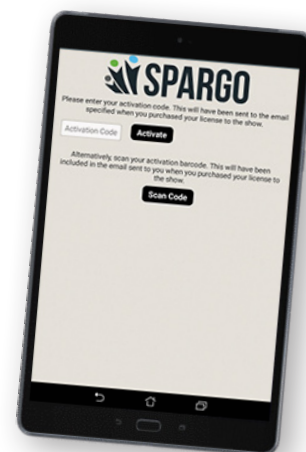 SPARGO
Please enter your activation code. This will have been sent to the email
specified when you purchased your license to the show.
Activation Code Activate
Alternatively, scan your activation barcode. This will have been
included in the email sent to you when you purchased your license to
the show.
Scan Code